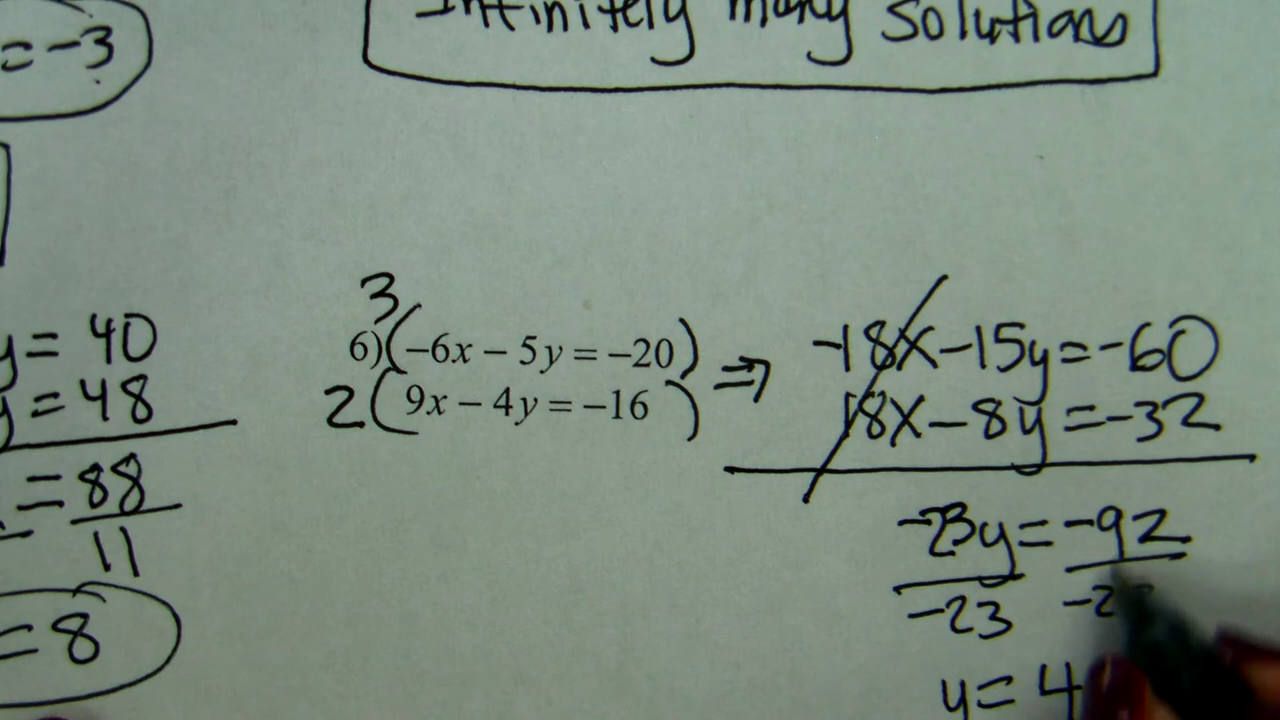 = -3
Infinitely many solutions
y = 40
y = 48
= 88
11
= 8
3
6) (-6x - 5y = -20) ⇒ -18x - 15y = -60
2 (9x - 4y = -16) 18x - 8y = -32
-23y = -92
-23
y = 4